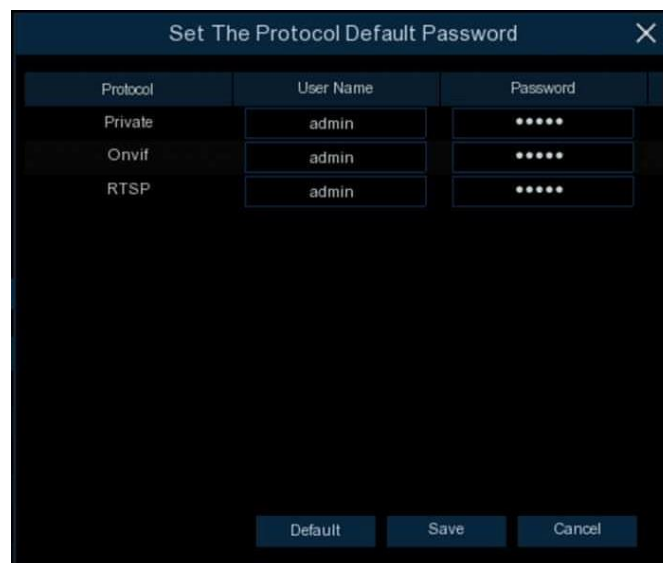 Set The Protocol Default Password
Protocol User Name Password
Private admin •••••
Onvif admin •••••
RTSP admin •••••
Default Save Cancel